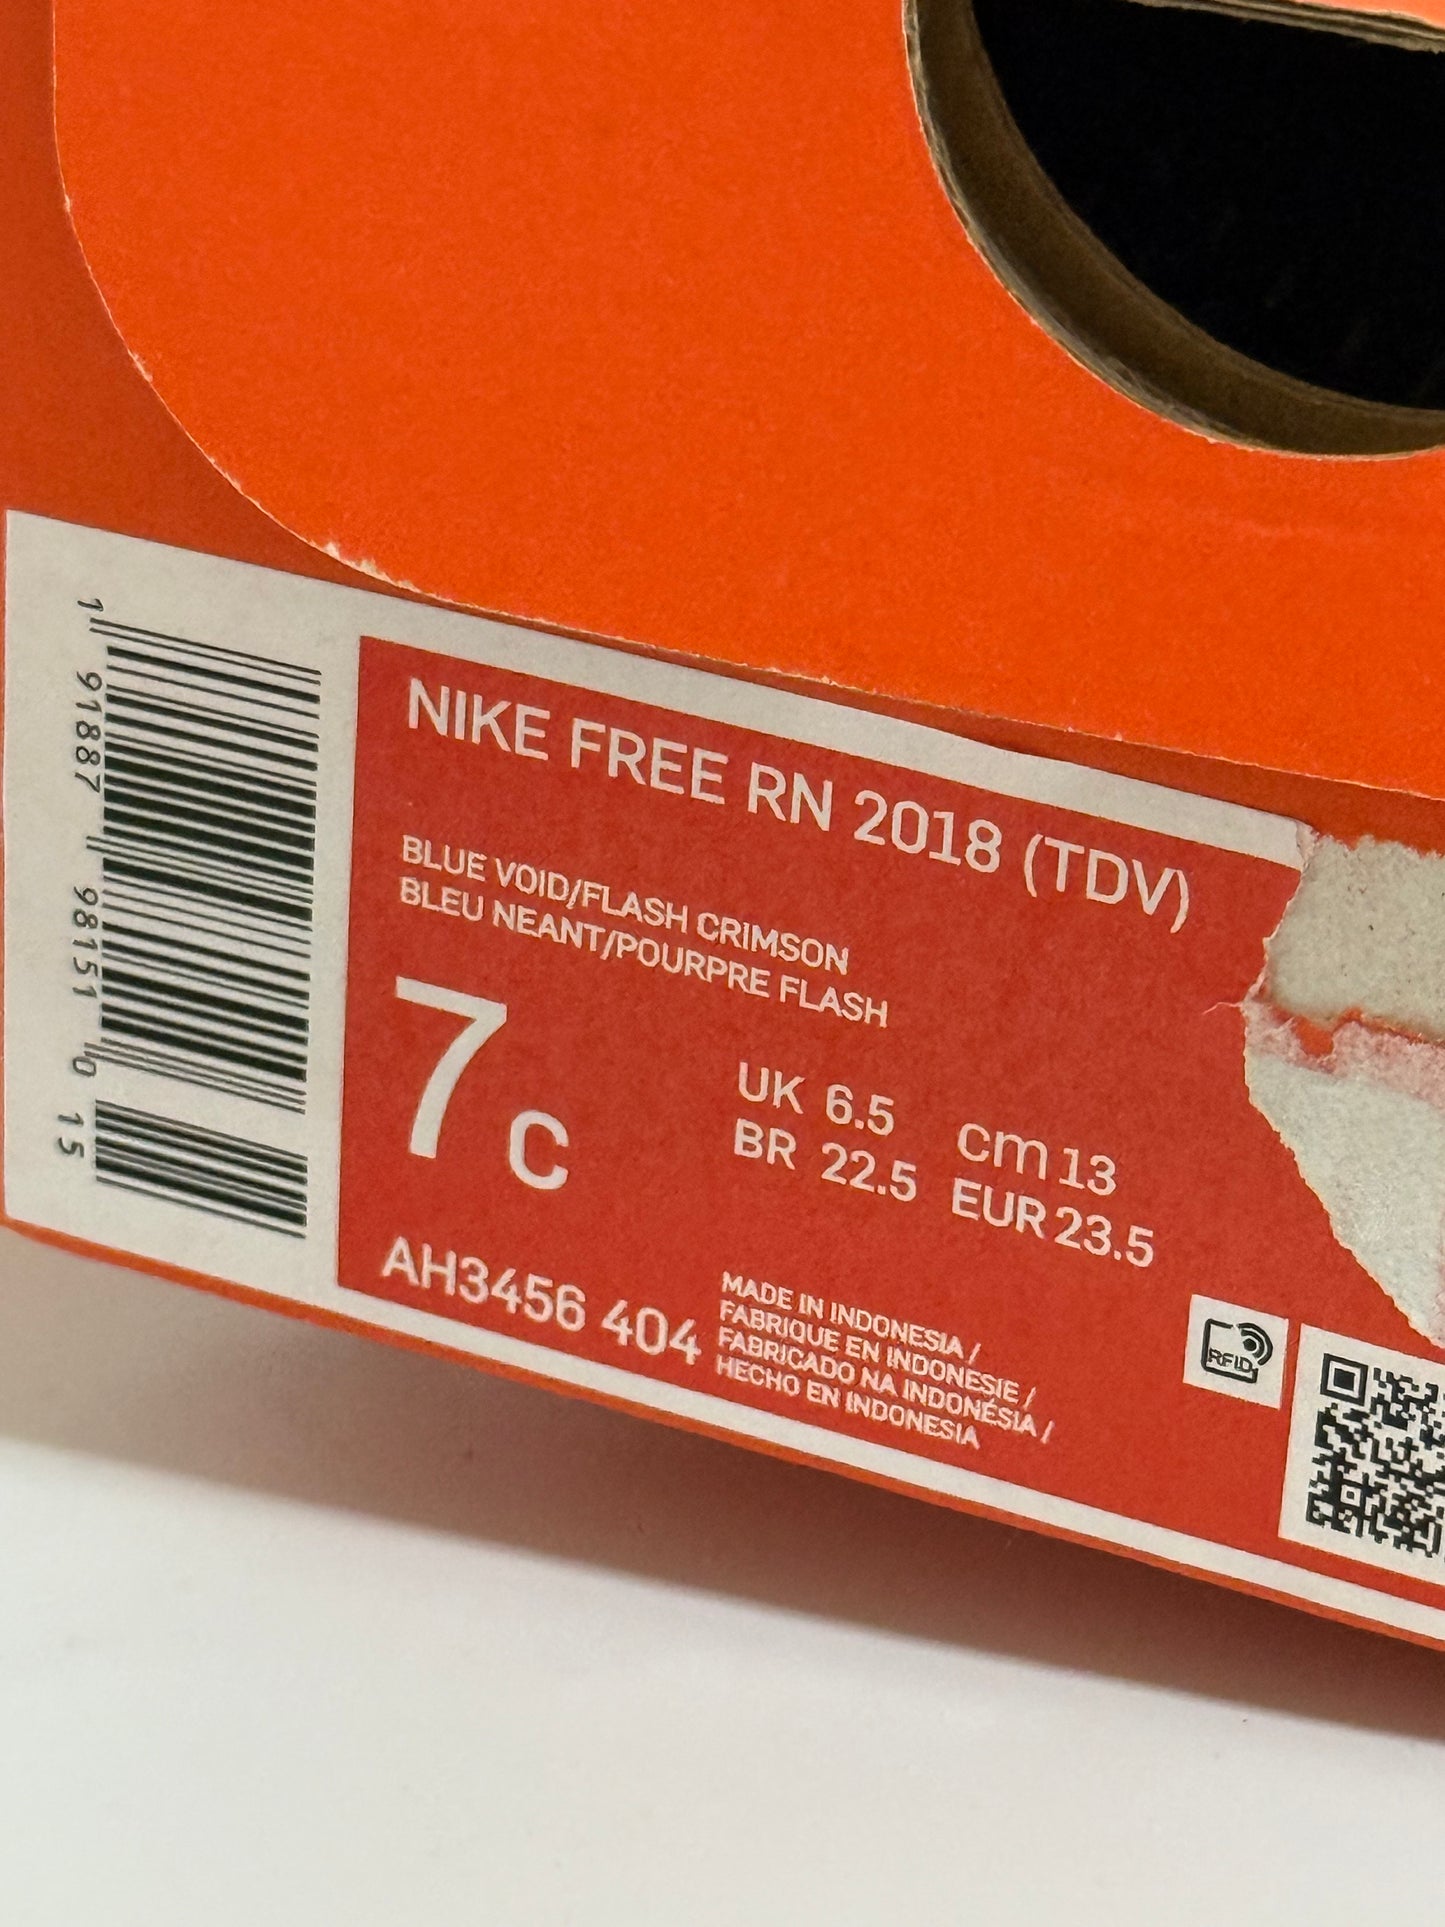 1 91887 98151 0 15
NIKE FREE RN 2018 (TDV)
BLUE VOID/FLASH CRIMSON
BLEU NEANT/POURPRE FLASH
7 C
UK 6.5 cm 13
BR 22.5 EUR 23.5
AH3456 404
MADE IN INDONESIA /
FABRIQUE EN INDONESIE /
FABRICADO NA INDONÉSIA /
HECHO EN INDONESIA
RFID